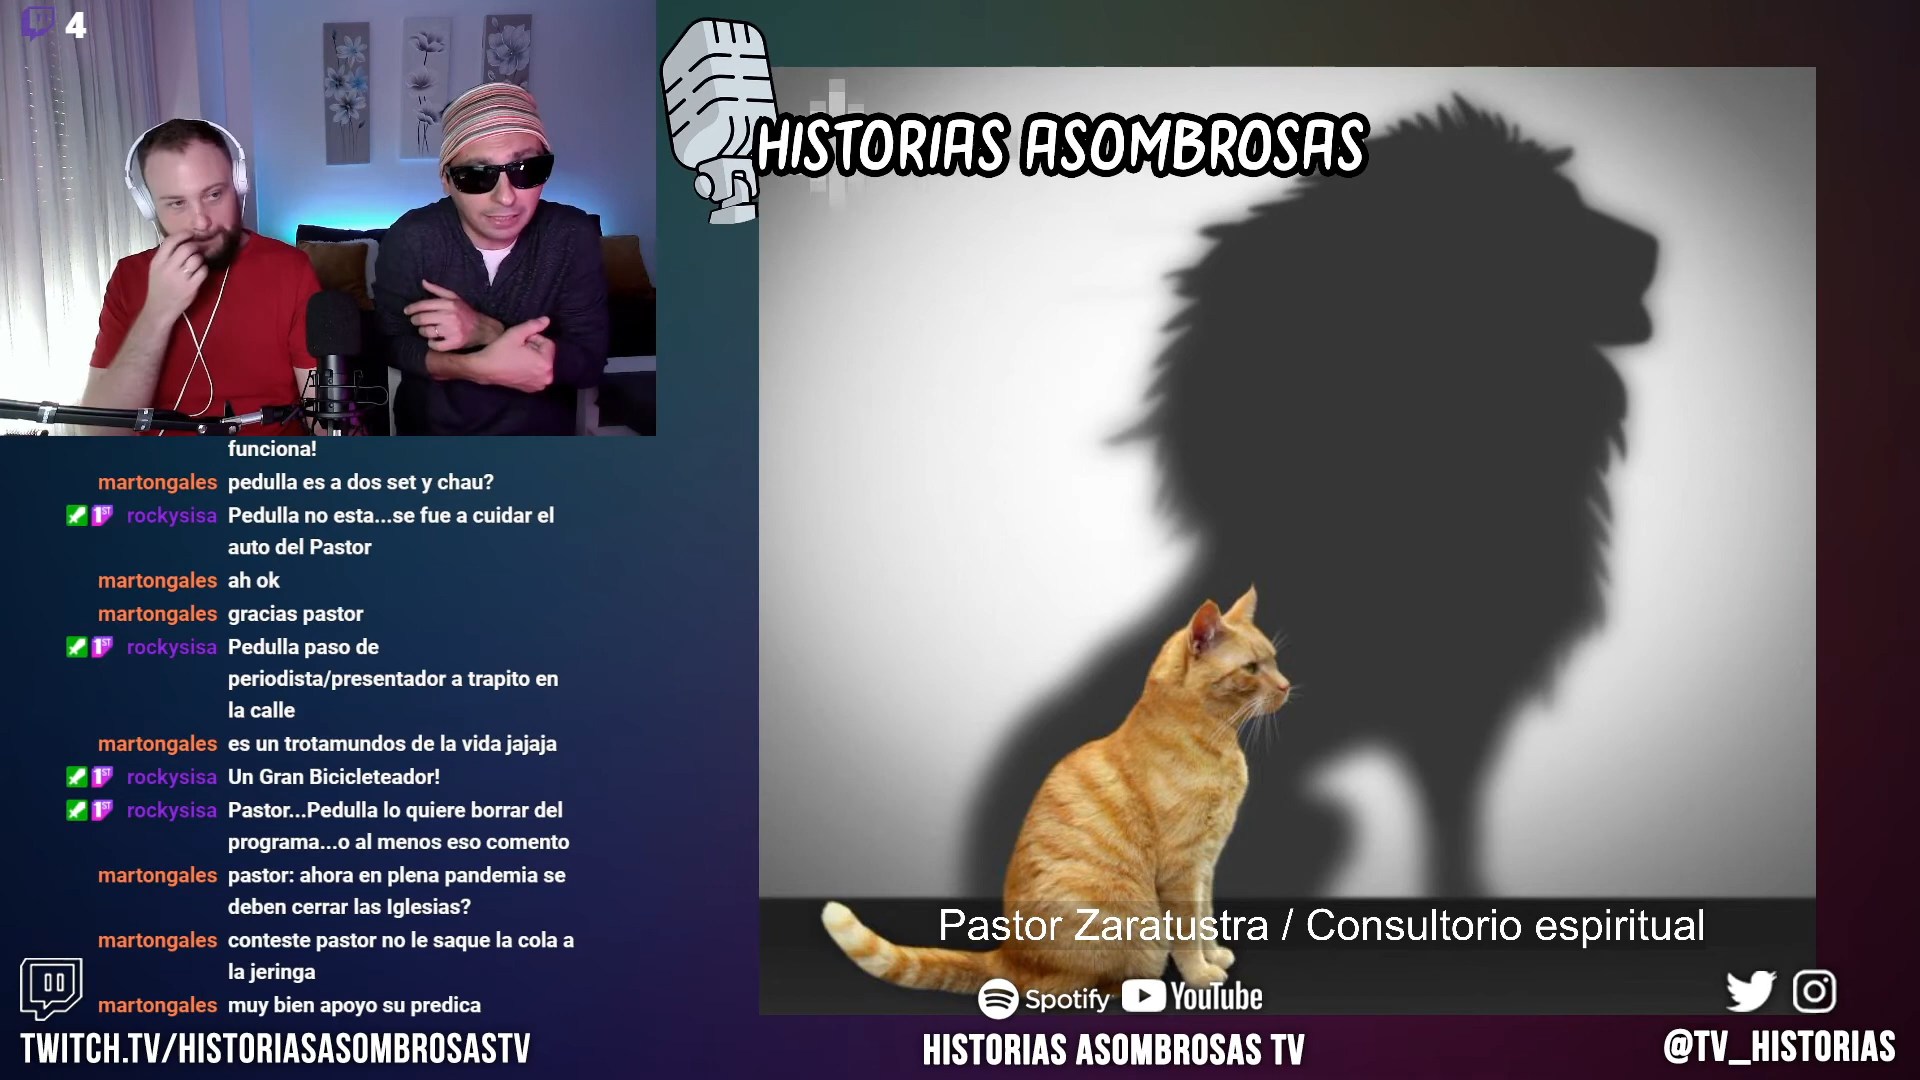 4
HISTORIAS ASOMBROSAS
funciona!
martongales pedulla es a dos set y chau?
1ST rockysisa Pedulla no esta...se fue a cuidar el
auto del Pastor
martongales ah ok
martongales gracias pastor
1ST rockysisa Pedulla paso de
periodista/presentador a trapito en
la calle
martongales es un trotamundos de la vida jajaja
1ST rockysisa Un Gran Bicicleteador!
1ST rockysisa Pastor...Pedulla lo quiere borrar del
programa...o al menos eso comento
martongales pastor: ahora en plena pandemia se
deben cerrar las Iglesias?
martongales conteste pastor no le saque la cola a
la jeringa
martongales muy bien apoyo su predica
Pastor Zaratustra / Consultorio espiritual
Spotify YouTube
TWITCH.TV/HISTORIASASOMBROSASTV
HISTORIAS ASOMBROSAS TV
@TV_HISTORIAS